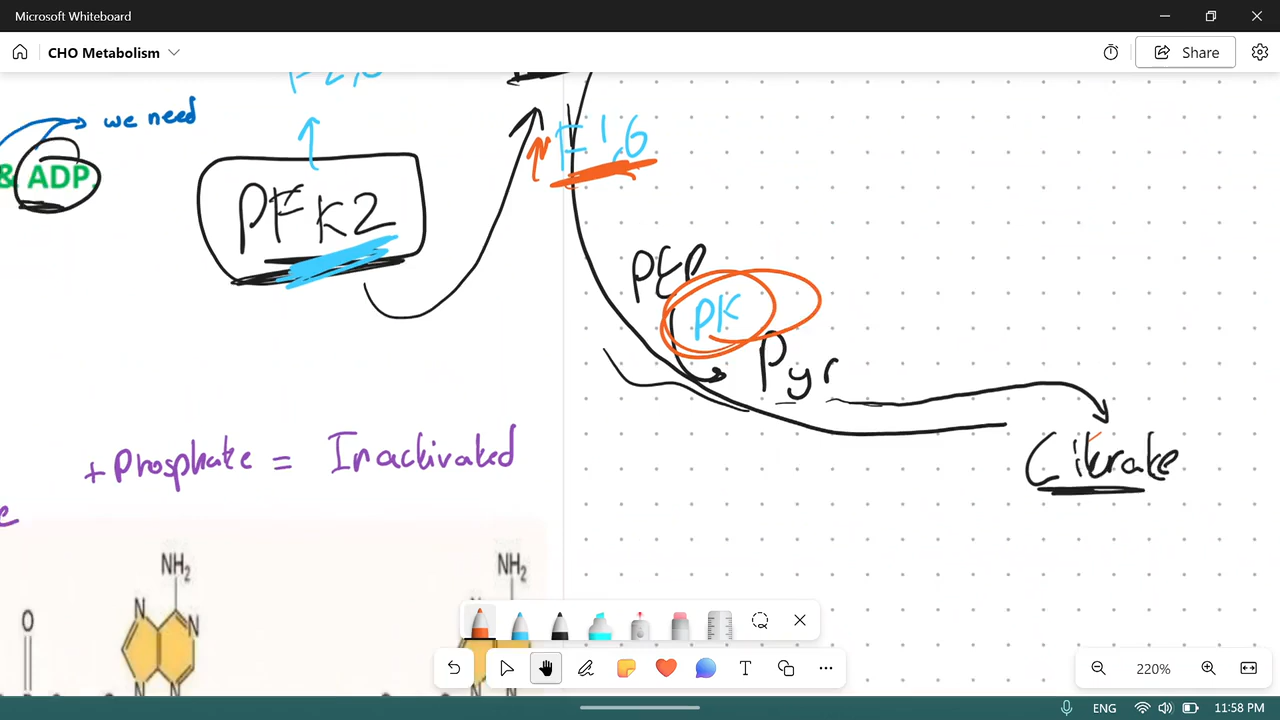 Microsoft Whiteboard
CHO Metabolism
Share
we need
& ADP
F 1,6
PFK2
PEP
PK
Pyr
Citrate
+ Phosphate = Inactivated
e
NH2
NH2
N
N
N
N
O
N
220%
ENG
11:58 PM